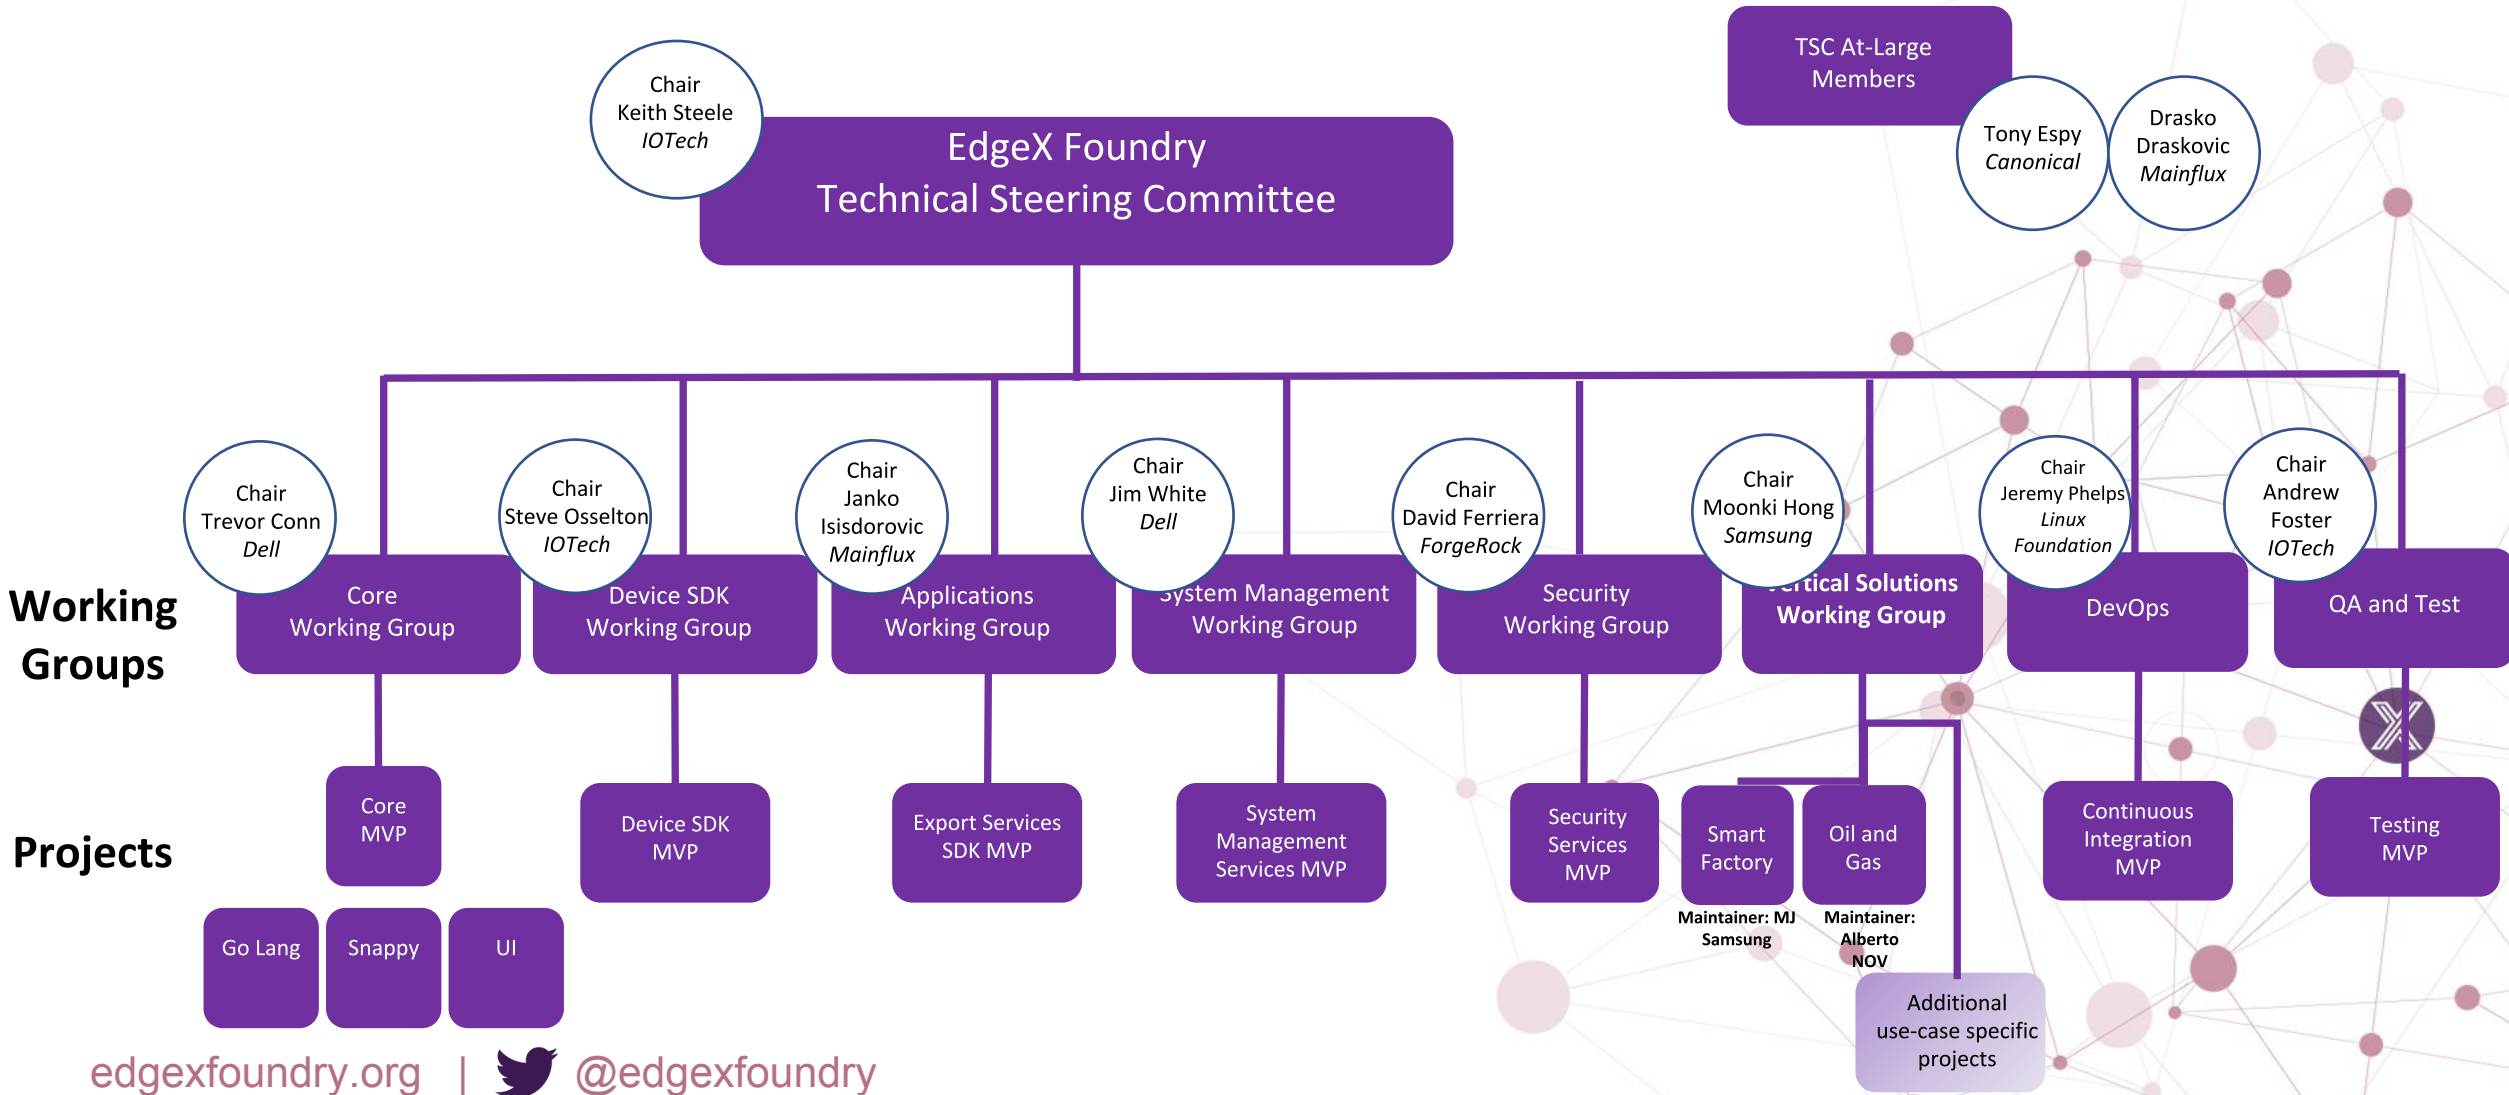 Chair
Keith Steele
IOTech
EdgeX Foundry
Technical Steering Committee
TSC At-Large
Members
Tony Espy
Canonical
Drasko
Draskovic
Mainflux
Working
Groups
Chair
Trevor Conn
Dell
Core
Working Group
Chair
Steve Osselton
IOTech
Device SDK
Working Group
Chair
Janko
Isisdorovic
Mainflux
Applications
Working Group
Chair
Jim White
Dell
System Management
Working Group
Chair
David Ferriera
ForgeRock
Security
Working Group
Chair
Moonki Hong
Samsung
Vertical Solutions
Working Group
Chair
Jeremy Phelps
Linux
Foundation
DevOps
Chair
Andrew
Foster
IOTech
QA and Test
Projects
Core
MVP
Device SDK
MVP
Export Services
SDK MVP
System
Management
Services MVP
Security
Services
MVP
Smart
Factory
Maintainer: MJ
Samsung
Oil and
Gas
Maintainer:
Alberto
NOV
Continuous
Integration
MVP
Testing
MVP
Go Lang
Snappy
UI
Additional
use-case specific
projects
edgexfoundry.org | @edgexfoundry